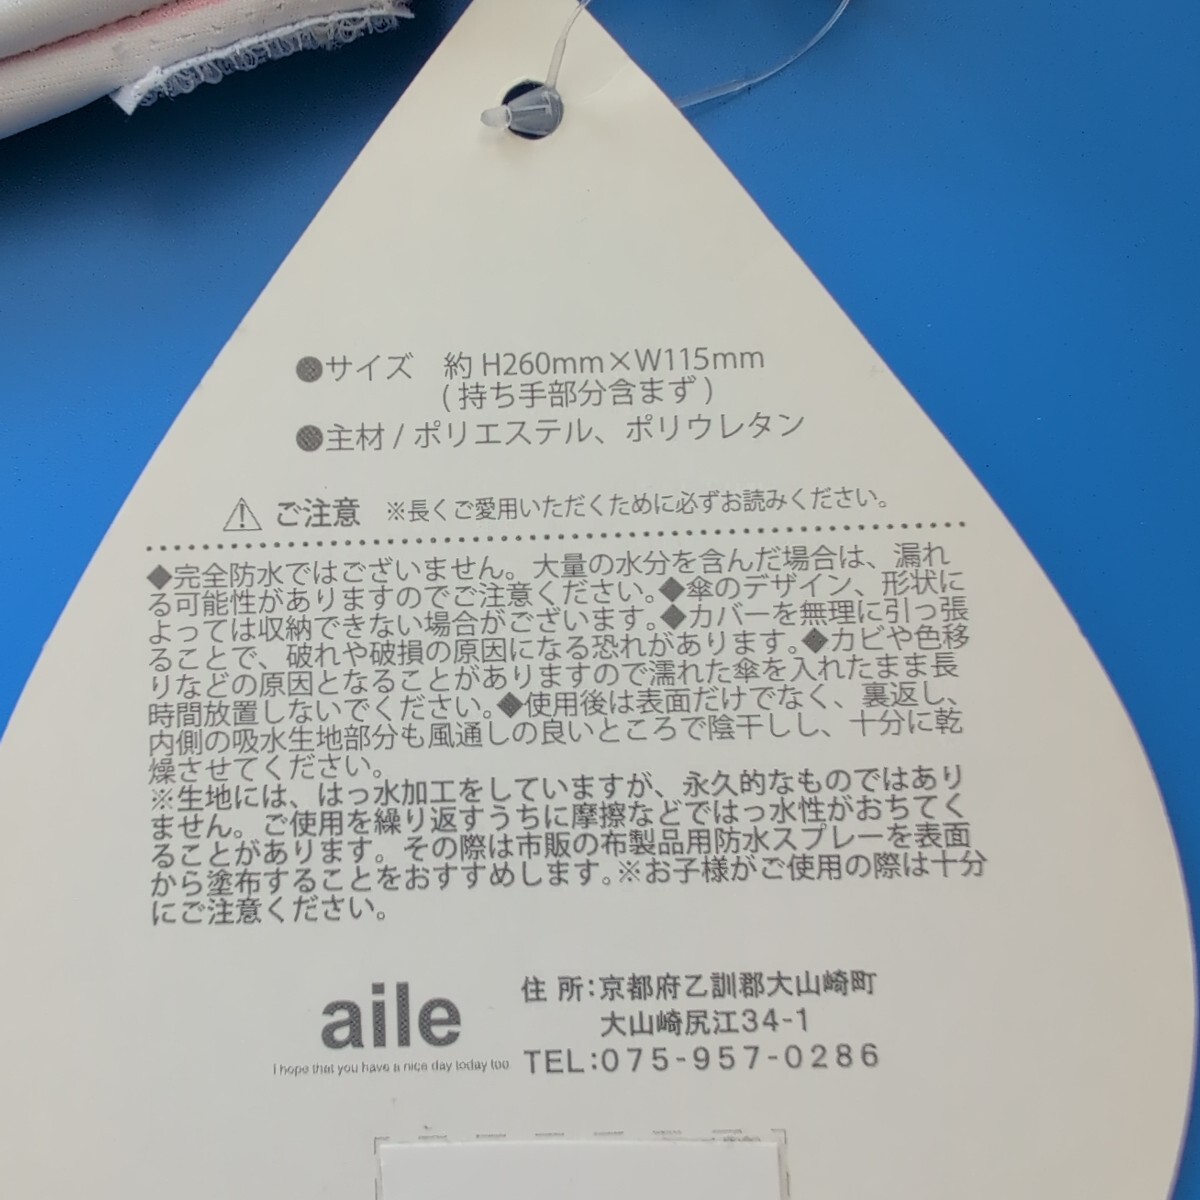 ●サイズ 約 H260mm×W115mm
(持ち手部分含まず)
●主材/ポリエステル、ポリウレタン
⚠ ご注意 ※長くご愛用いただくために必ずお読みください。
◆完全防水ではございません。大量の水分を含んだ場合は、漏れ
る可能性がありますのでご注意ください。◆傘のデザイン、形状に
よっては収納できない場合がございます。◆カバーを無理に引っ張
ることで、破れや破損の原因になる恐れがあります。◆カビや色移
りなどの原因となることがありますので濡れた傘を入れたまま長
時間放置しないでください。◆使用後は表面だけでなく、裏返し、
内側の吸水生地部分も風通しの良いところで陰干しし、十分に乾
燥させてください。
※生地には、はっ水加工をしていますが、永久的なものではあり
ません。ご使用を繰り返すうちに摩擦などではっ水性がおちてく
ることがあります。その際は市販の布製品用防水スプレーを表面
から塗布することをおすすめします。※お子様がご使用の際は十分
にご注意ください。
aile
I hope that you have a nice day today too
住 所:京都府乙訓郡大山崎町
大山崎尻江34-1
TEL:075-957-0286